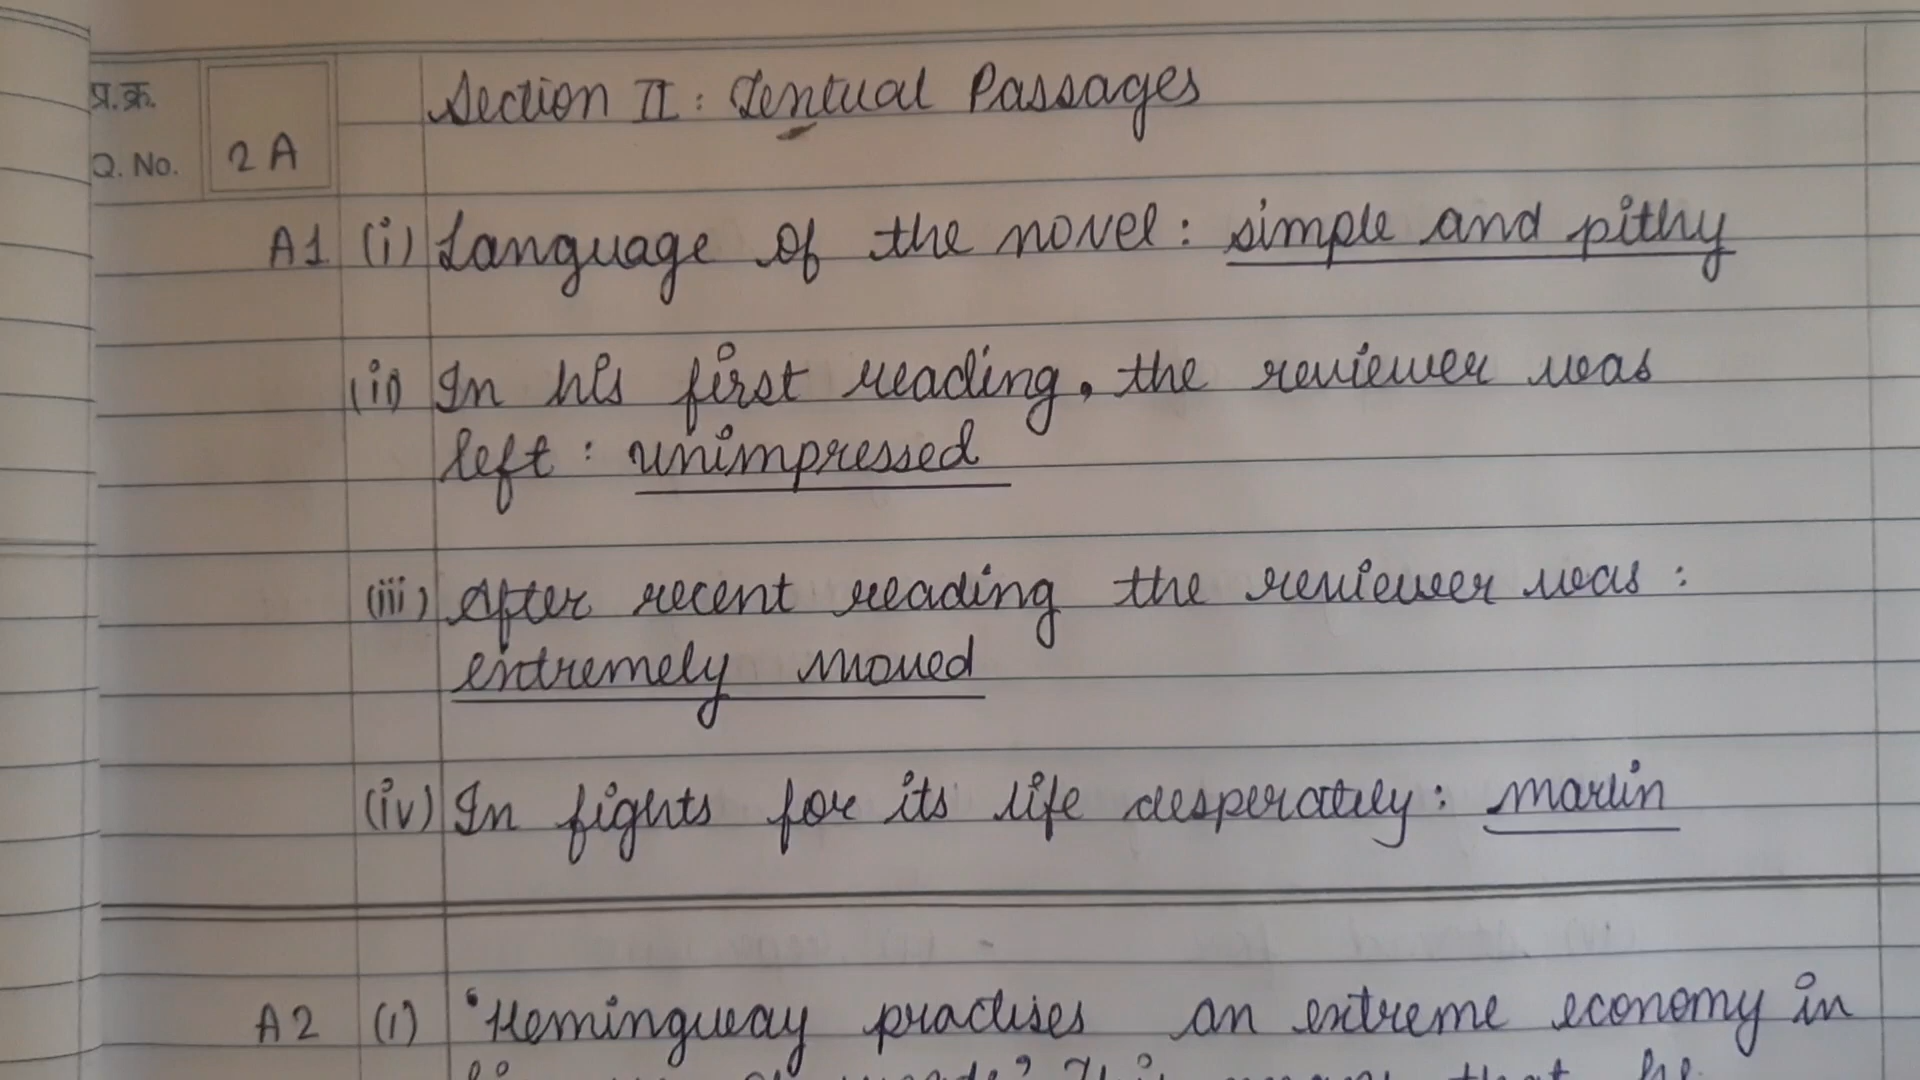 प्र.क्र.
Q. No.
2 A
Section II : Textual Passages
A1 (i) Language of the novel : simple and pithy
(ii) In his first reading, the reviewer was
left : unimpressed
(iii) After recent reading the reviewer was :
extremely moved
(iv) In fights for its life desperately : marlin
A2 (i) 'Hemingway practises an extreme economy in